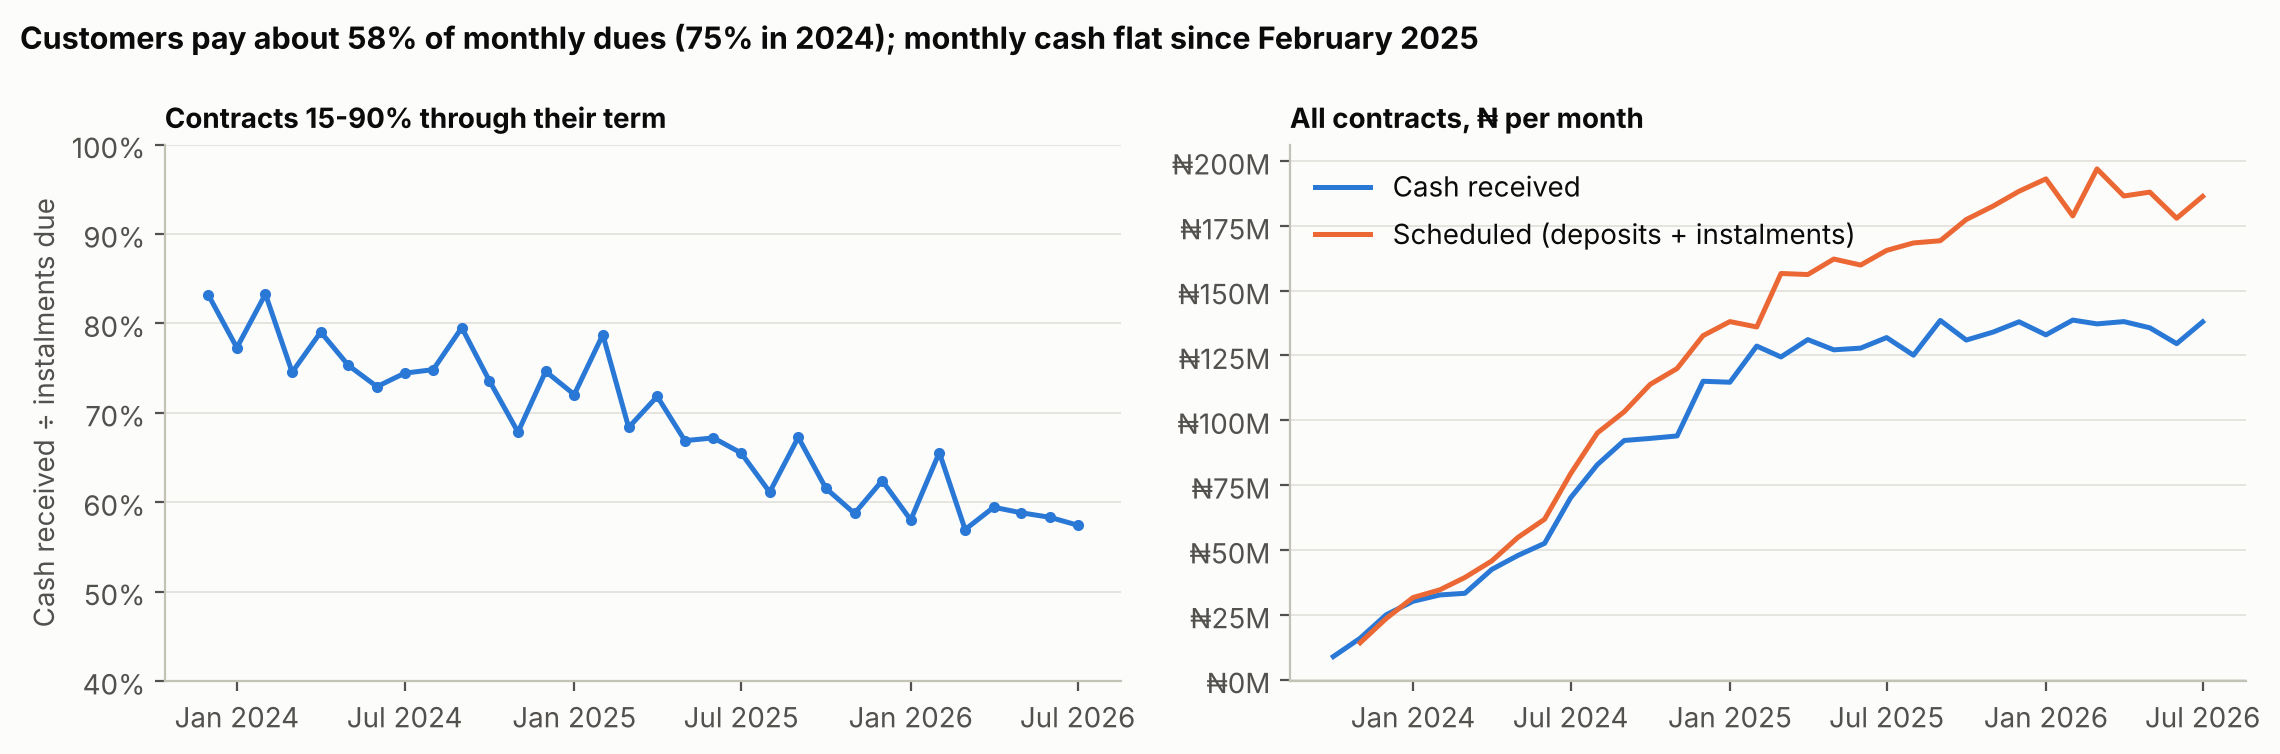 Customers pay about 58% of monthly dues (75% in 2024); monthly cash flat since February 2025
Contracts 15-90% through their term
Cash received ÷ instalments due
100%
90%
80%
70%
60%
50%
40%
Jan 2024 Jul 2024 Jan 2025 Jul 2025 Jan 2026 Jul 2026
All contracts, ₦ per month
₦200M
₦175M
₦150M
₦125M
₦100M
₦75M
₦50M
₦25M
₦0M
Cash received
Scheduled (deposits + instalments)
Jan 2024 Jul 2024 Jan 2025 Jul 2025 Jan 2026 Jul 2026